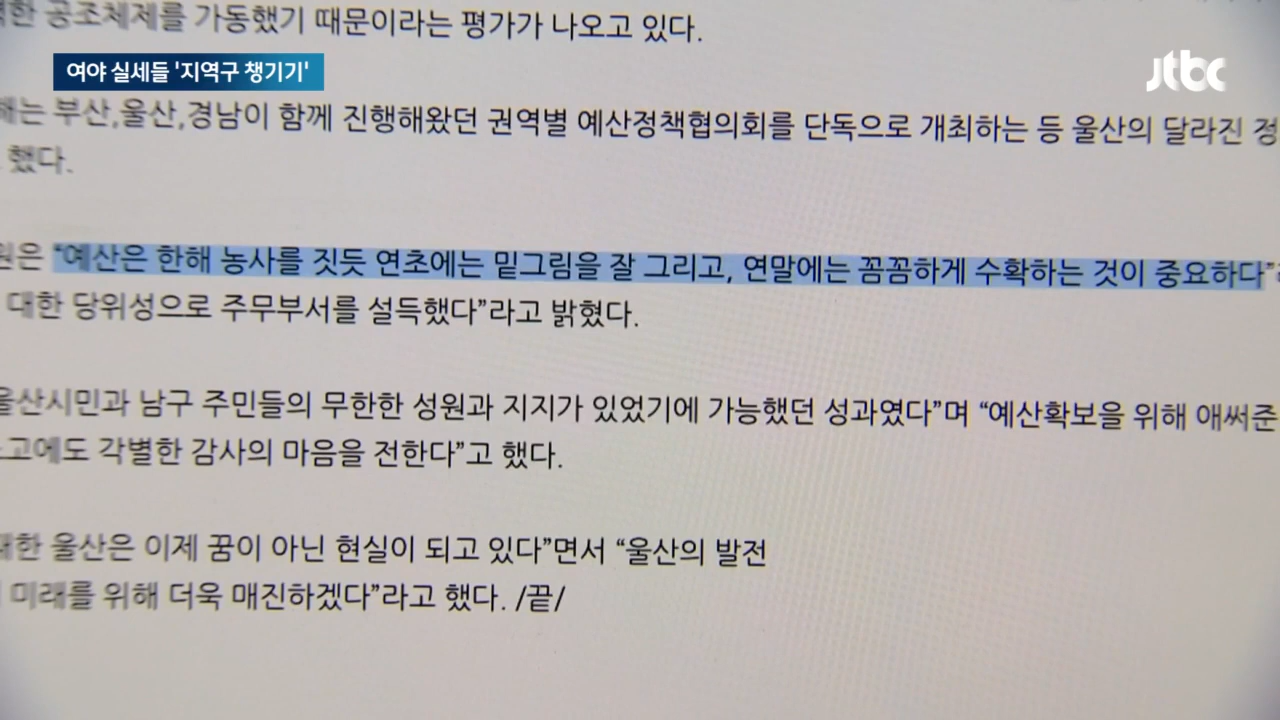 공조체제를 가동했기 때문이라는 평가가 나오고 있다.
여야 실세들 '지역구 챙기기'
jtbc
해는 부산,울산,경남이 함께 진행해왔던 권역별 예산정책협의회를 단독으로 개최하는 등 울산의 달라진 정
했다.
원은 “예산은 한해 농사를 짓듯 연초에는 밑그림을 잘 그리고, 연말에는 꼼꼼하게 수확하는 것이 중요하다”
대한 당위성으로 주무부서를 설득했다”라고 밝혔다.
울산시민과 남구 주민들의 무한한 성원과 지지가 있었기에 가능했던 성과였다”며 “예산확보을 위해 애써준
고에도 각별한 감사의 마음을 전한다”고 했다.
대한 울산은 이제 꿈이 아닌 현실이 되고 있다”면서 “울산의 발전
미래를 위해 더욱 매진하겠다”라고 했다. /끝/